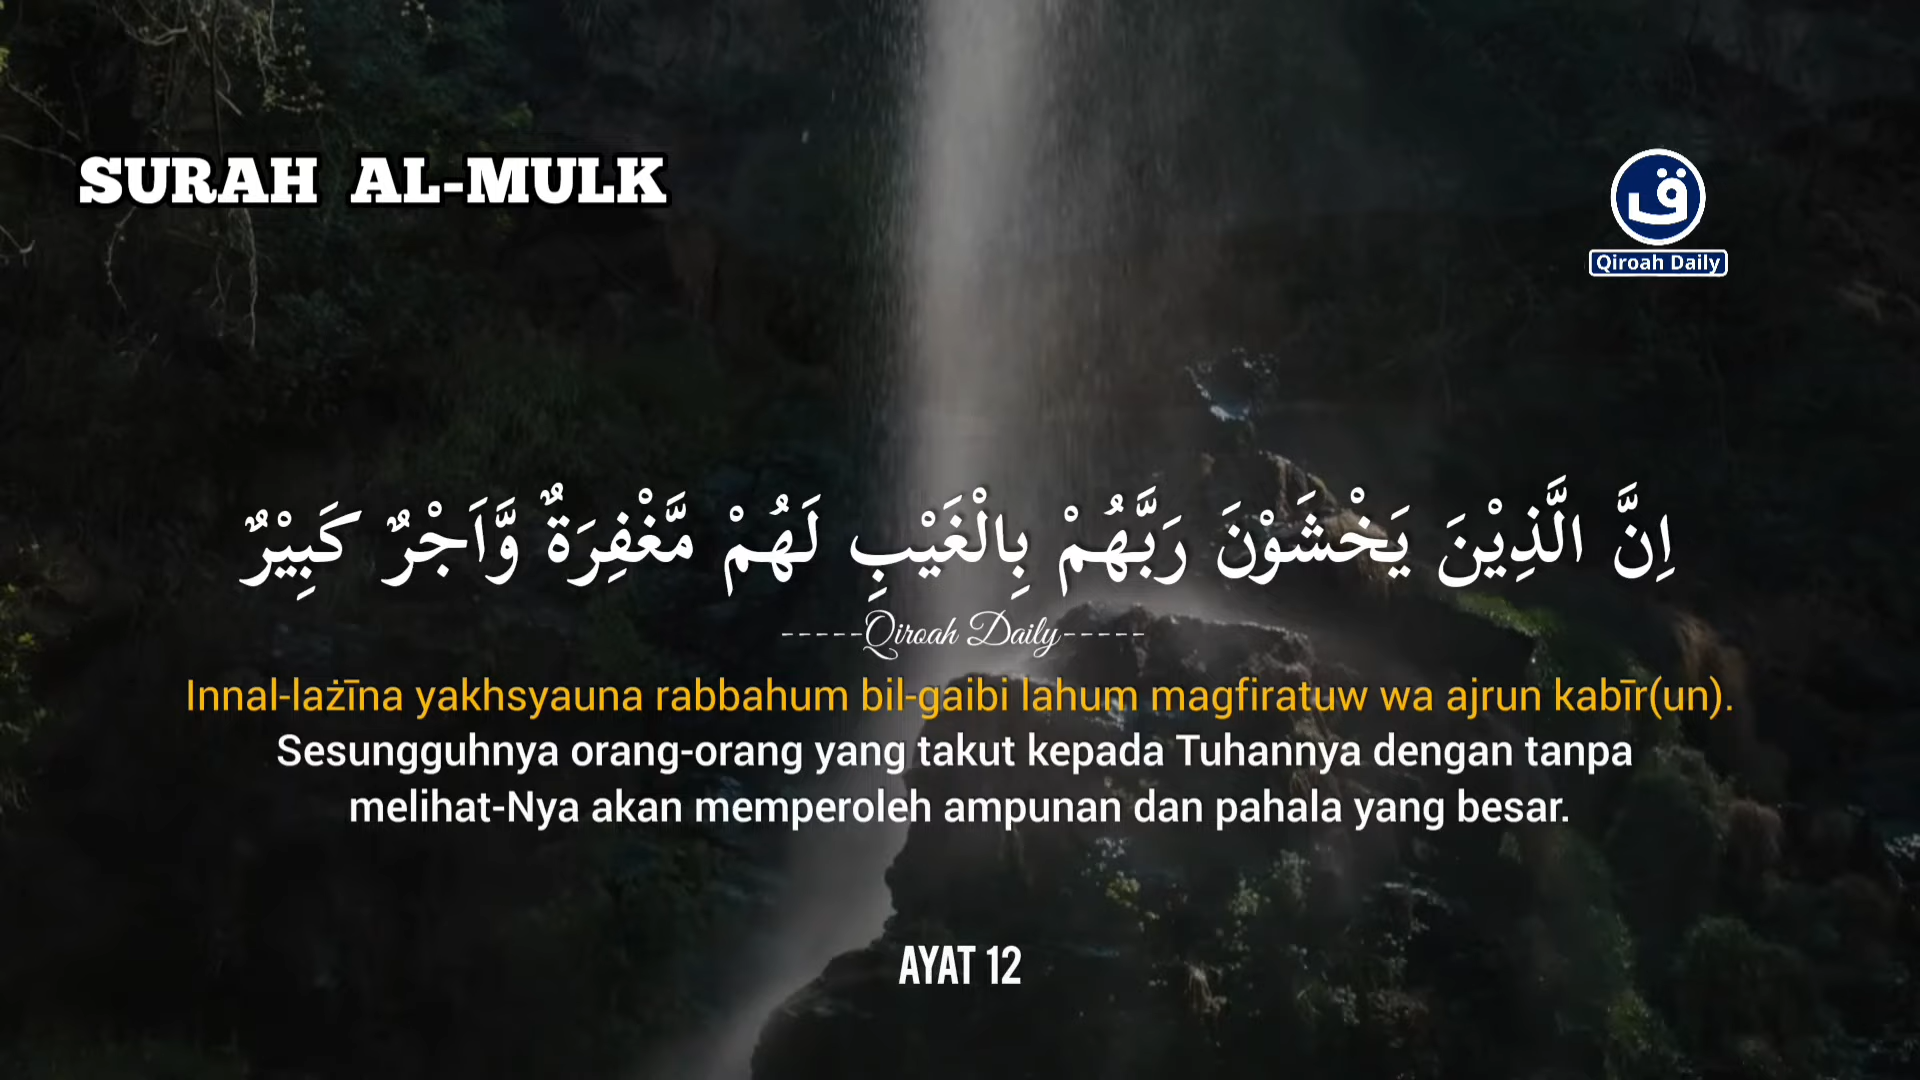 SURAH AL-MULK
ق
Qiroah Daily
اِنَّ الَّذِيْنَ يَخْشَوْنَ رَبَّهُمْ بِالْغَيْبِ لَهُمْ مَّغْفِرَةٌ وَّاَجْرٌ كَبِيْرٌ
-----Qiroah Daily-----
Innal-lażīna yakhsyauna rabbahum bil-gaibi lahum magfiratuw wa ajrun kabīr(un).
Sesungguhnya orang-orang yang takut kepada Tuhannya dengan tanpa
melihat-Nya akan memperoleh ampunan dan pahala yang besar.
AYAT 12